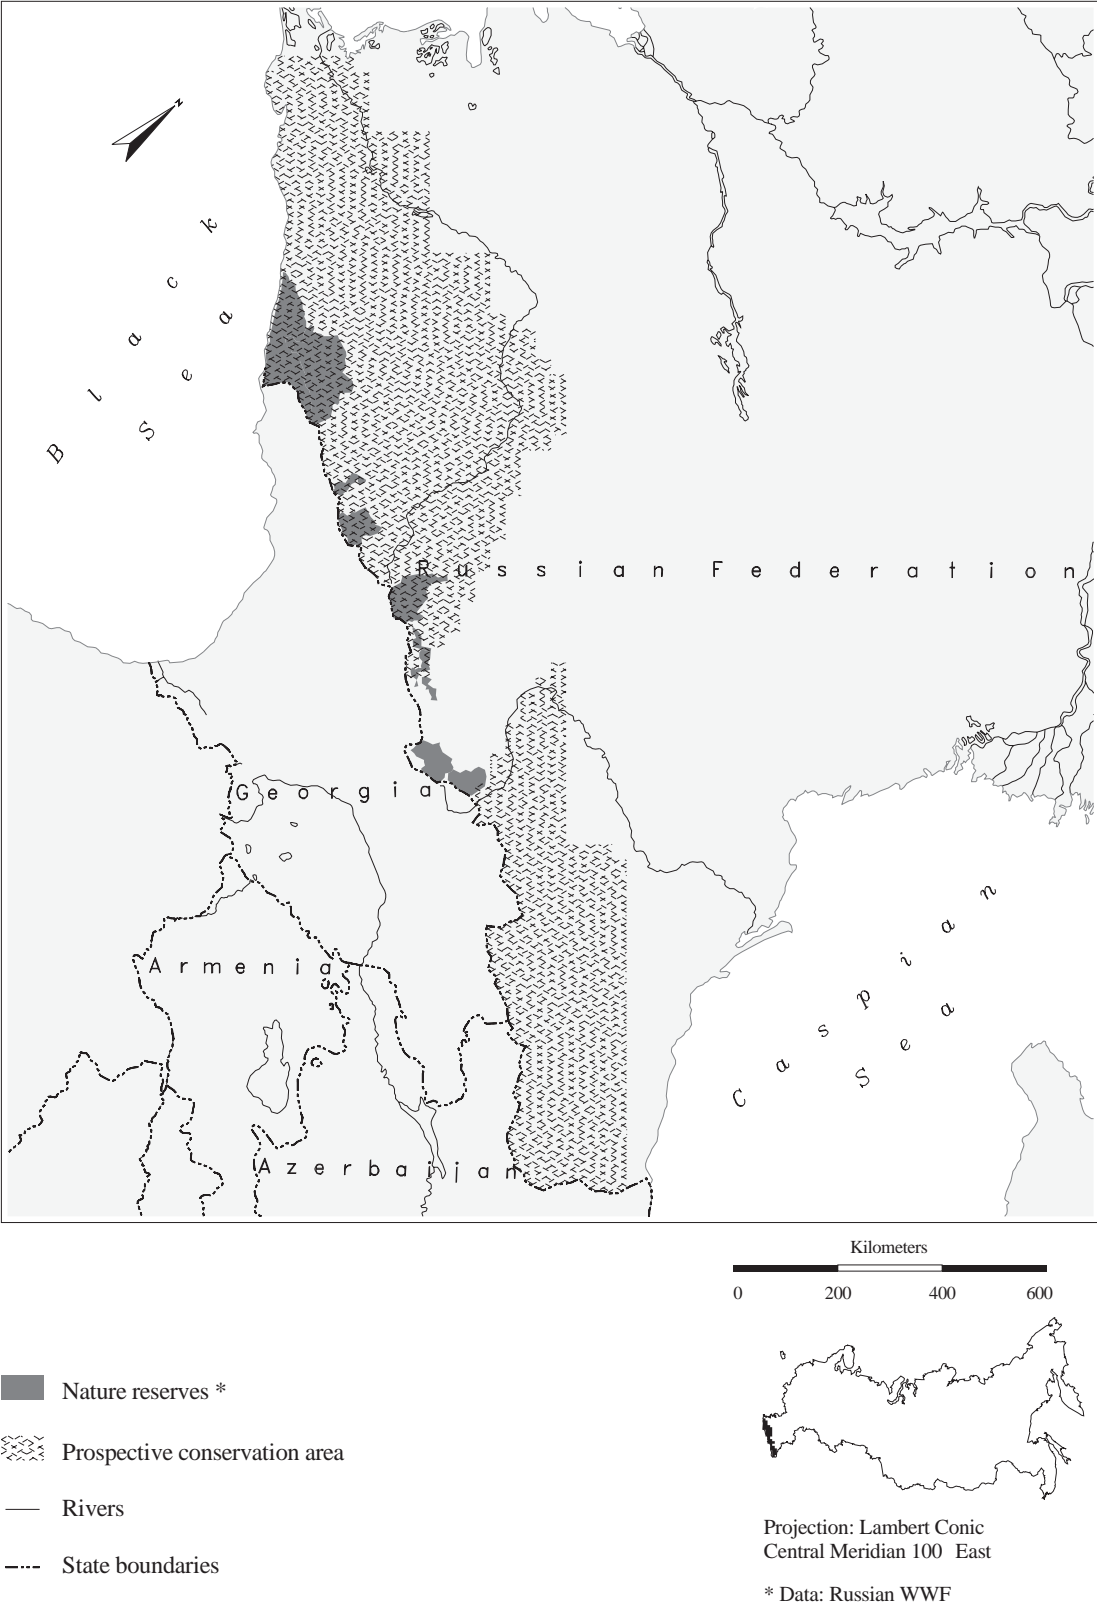 N
Black
Sea
Russian Federation
Georgia
Armenia
Azerbaijan
Caspian
Sea
Kilometers
0 200 400 600
Nature reserves *
Prospective conservation area
Rivers
State boundaries
Projection: Lambert Conic
Central Meridian 100 East
* Data: Russian WWF